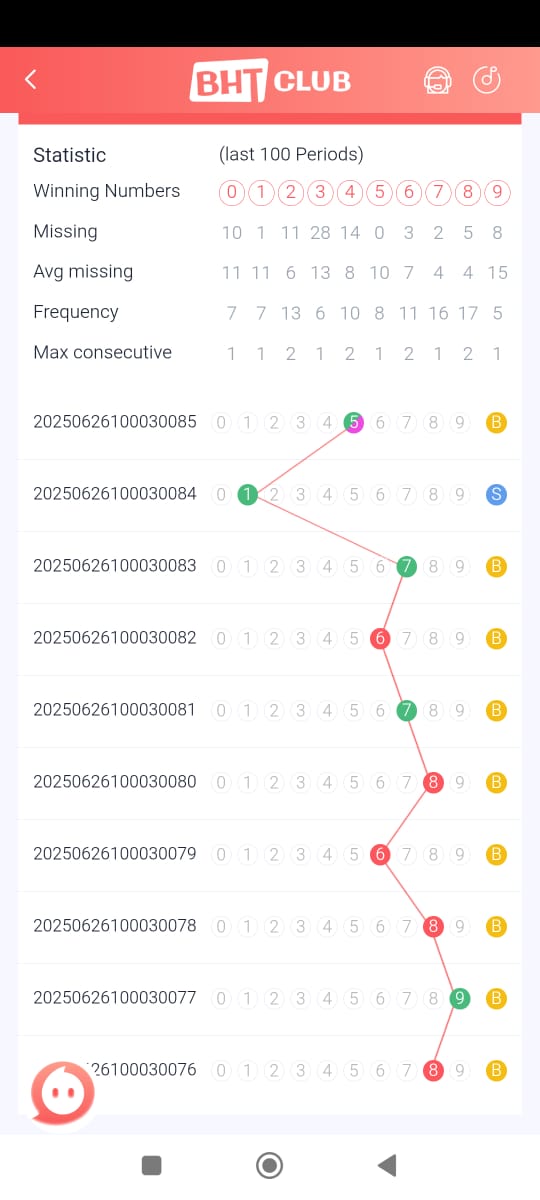 BHT CLUB
Statistic (last 100 Periods)
Winning Numbers 0 1 2 3 4 5 6 7 8 9
Missing 10 1 11 28 14 0 3 2 5 8
Avg missing 11 11 6 13 8 10 7 4 4 15
Frequency 7 7 13 6 10 8 11 16 17 5
Max consecutive 1 1 2 1 2 1 2 1 2 1
20250626100030085 0 1 2 3 4 5 6 7 8 9 B
20250626100030084 0 1 2 3 4 5 6 7 8 9 S
20250626100030083 0 1 2 3 4 5 6 7 8 9 B
20250626100030082 0 1 2 3 4 5 6 7 8 9 B
20250626100030081 0 1 2 3 4 5 6 7 8 9 B
20250626100030080 0 1 2 3 4 5 6 7 8 9 B
20250626100030079 0 1 2 3 4 5 6 7 8 9 B
20250626100030078 0 1 2 3 4 5 6 7 8 9 B
20250626100030077 0 1 2 3 4 5 6 7 8 9 B
26100030076 0 1 2 3 4 5 6 7 8 9 B